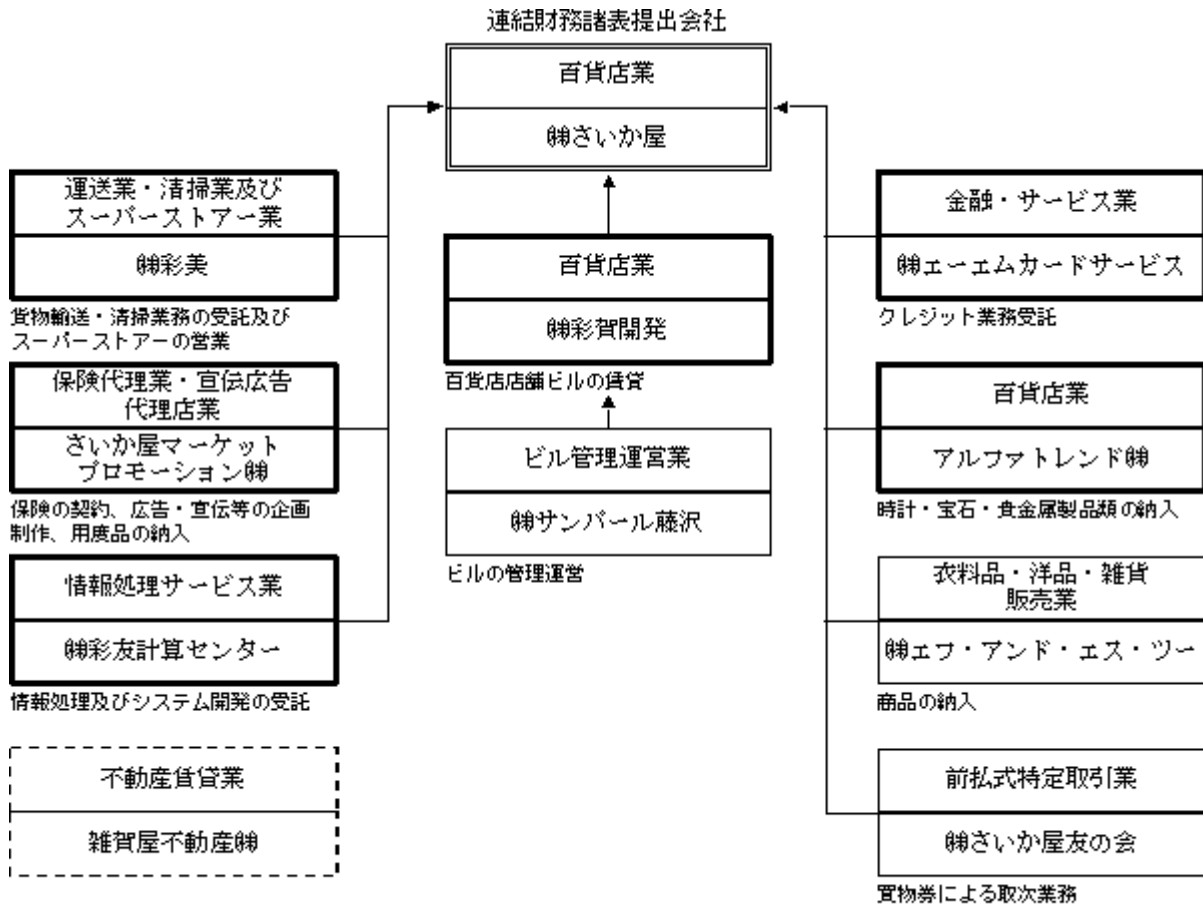 連結財務諸表提出会社
百貨店業
㈱さいか屋
運送業・清掃業及び
スーパーストアー業
㈱彩美
貨物輸送・清掃業務の受託及び
スーパーストアーの営業
保険代理業・宣伝広告
代理店業
さいか屋マーケット
プロモーション㈱
保険の契約、広告・宣伝等の企画
制作、用度品の納入
情報処理サービス業
㈱彩友計算センター
情報処理及びシステム開発の受託
不動産賃貸業
雑賀屋不動産㈱
百貨店業
㈱彩賀開発
百貨店店舗ビルの賃貸
ビル管理運営業
㈱サンパール藤沢
ビルの管理運営
金融・サービス業
㈱エーエムカードサービス
クレジット業務受託
百貨店業
アルファトレンド㈱
時計・宝石・貴金属製品類の納入
衣料品・洋品・雑貨
販売業
㈱エフ・アンド・エス・ツー
商品の納入
前払式特定取引業
㈱さいか屋友の会
買物券による取次業務